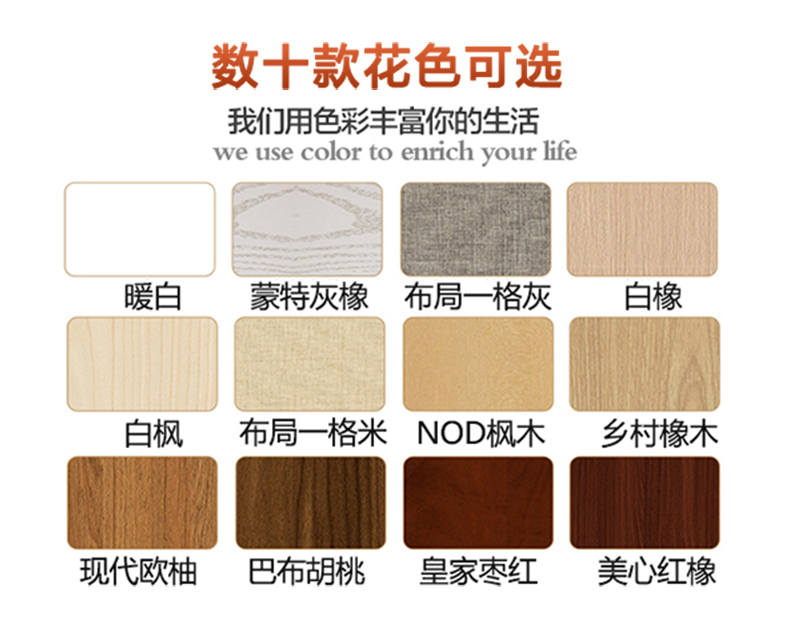 数十款花色可选
我们用色彩丰富你的生活
we use color to enrich your life
暖白 蒙特灰橡 布局一格灰 白橡
白枫 布局一格米 NOD枫木 乡村橡木
现代欧柚 巴布胡桃 皇家枣红 美心红橡